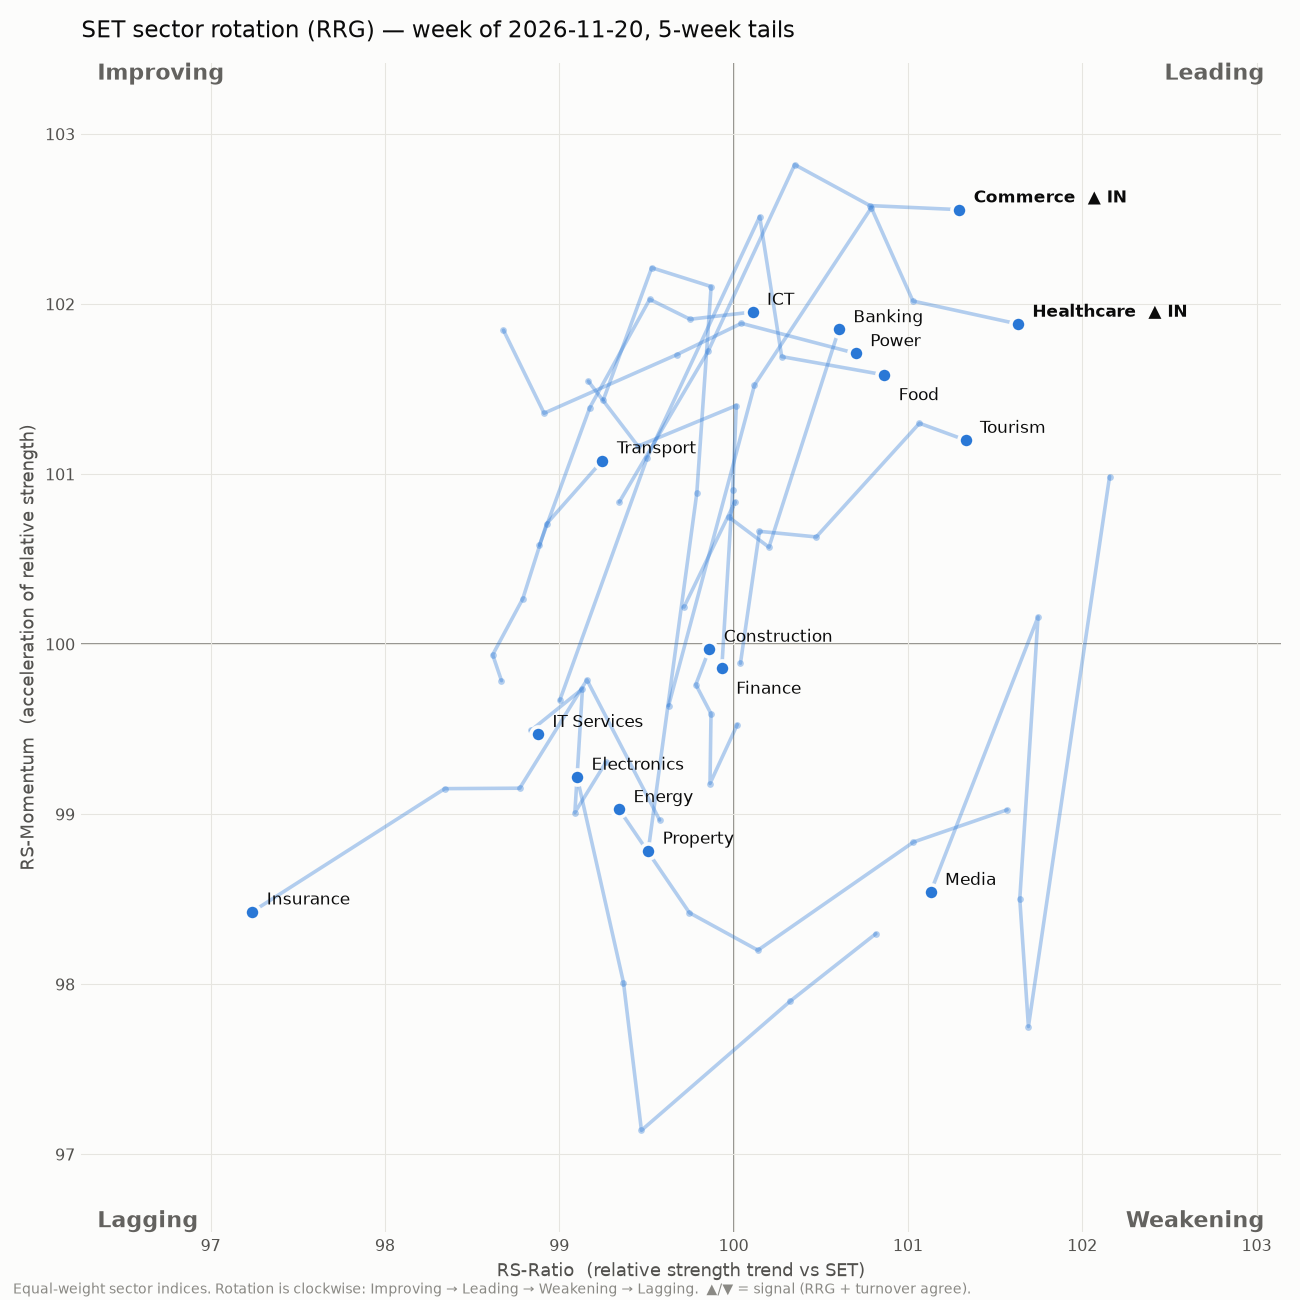 SET sector rotation (RRG) — week of 2026-11-20, 5-week tails
Improving
Leading
103
Commerce ▲ IN
102
ICT
Healthcare ▲ IN
Banking
Power
Food
Tourism
Transport
101
RS-Momentum (acceleration of relative strength)
Construction
100
Finance
IT Services
Electronics
Energy
99
Property
Media
Insurance
98
97
Lagging
Weakening
97 98 99 100 101 102 103
RS-Ratio (relative strength trend vs SET)
Equal-weight sector indices. Rotation is clockwise: Improving → Leading → Weakening → Lagging. ▲/▼ = signal (RRG + turnover agree).